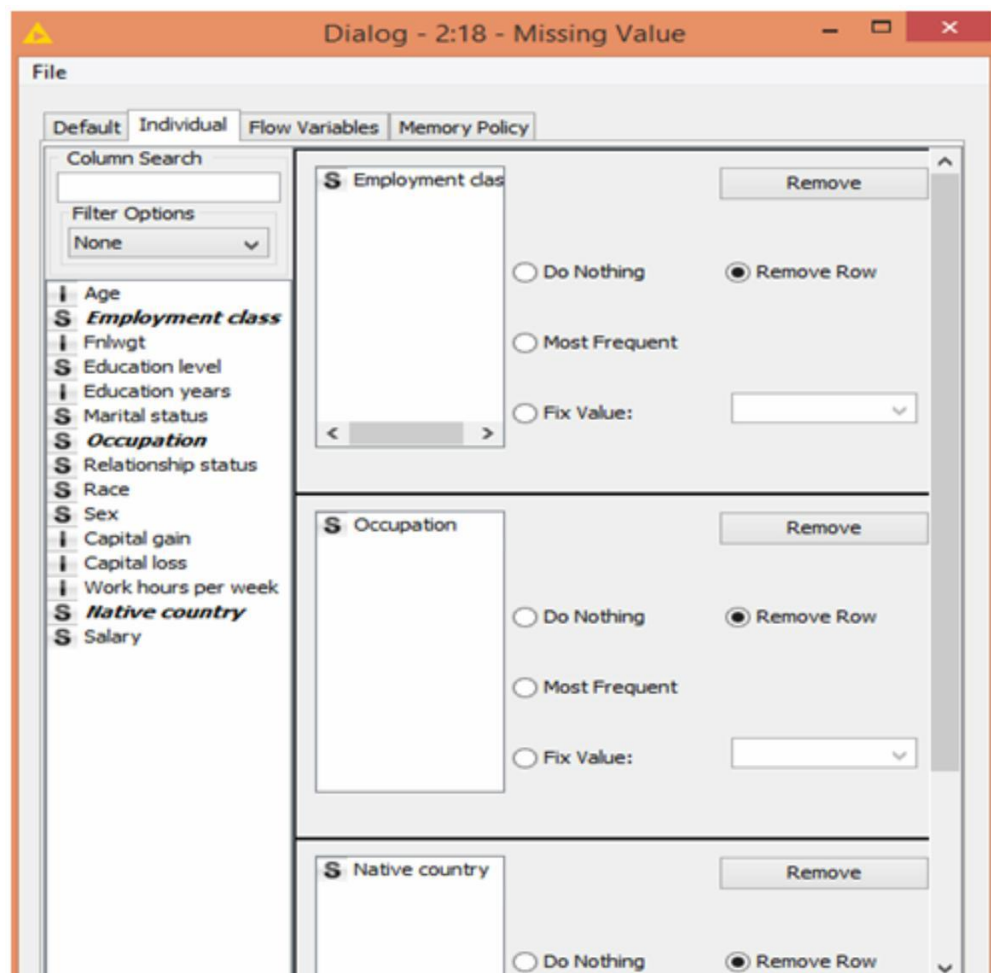 Dialog - 2:18 - Missing Value
File
Default Individual Flow Variables Memory Policy
Column Search
Filter Options
None
I Age
S Employment class
I Fnlwgt
S Education level
I Education years
S Marital status
S Occupation
S Relationship status
S Race
S Sex
I Capital gain
I Capital loss
I Work hours per week
S Native country
S Salary
S Employment clas
Remove
Do Nothing Remove Row
Most Frequent
Fix Value:
S Occupation
Remove
Do Nothing Remove Row
Most Frequent
Fix Value:
S Native country
Remove
Do Nothing Remove Row